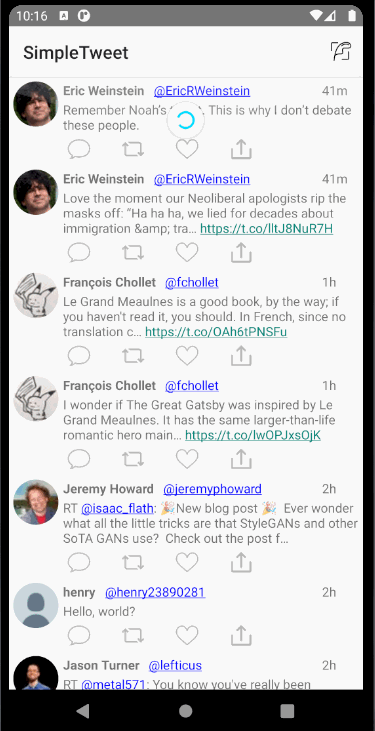 10:16
SimpleTweet
Eric Weinstein @EricRWeinstein 41m
Remember Noah's This is why I don't debate
these people.
Eric Weinstein @EricRWeinstein 41m
Love the moment our Neoliberal apologists rip the
masks off: “Ha ha ha, we lied for decades about
immigration &amp; tra… https://t.co/lltJ8NuR7H
François Chollet @fchollet 1h
Le Grand Meaulnes is a good book, by the way; if
you haven't read it, you should. In French, since no
translation c… https://t.co/OAh6tPNSFu
François Chollet @fchollet 1h
I wonder if The Great Gatsby was inspired by Le
Grand Meaulnes. It has the same larger-than-life
romantic hero main… https://t.co/lwOPJxsOjK
Jeremy Howard @jeremyphoward 2h
RT @isaac_flath: 🎉New blog post 🎉 Ever wonder
what all the little tricks are that StyleGANs and other
SoTA GANs use? Check out the post f…
henry @henry23890281 2h
Hello, world?
Jason Turner @lefticus 2h
RT @metal571: You know you've really been